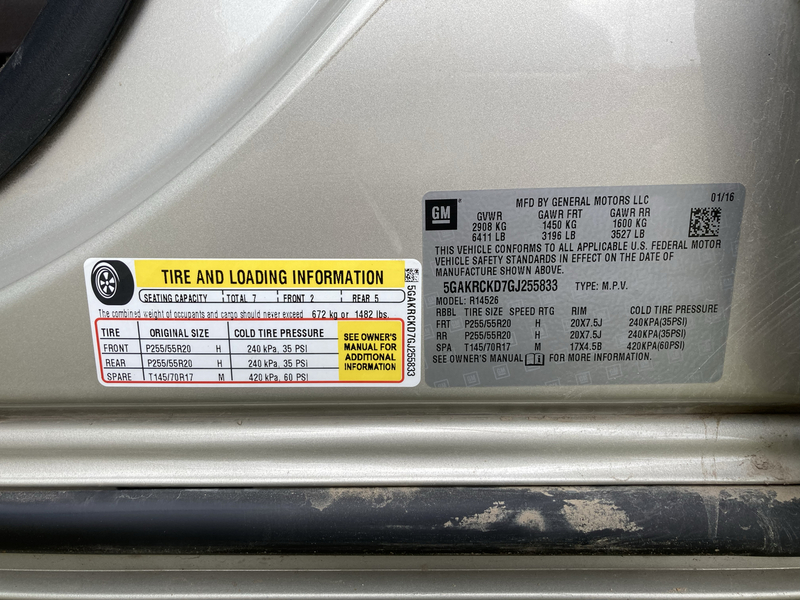 TIRE AND LOADING INFORMATION
SEATING CAPACITY TOTAL 7 FRONT 2 REAR 5
The combined weight of occupants and cargo should never exceed 672 kg or 1482 lbs.
TIRE ORIGINAL SIZE COLD TIRE PRESSURE
FRONT P255/55R20 H 240 kPa, 35 PSI
REAR P255/55R20 H 240 kPa, 35 PSI
SPARE T145/70R17 M 420 kPa, 60 PSI
SEE OWNER'S
MANUAL FOR
ADDITIONAL
INFORMATION
5GAKRCKD7GJ255833
GM
MFD BY GENERAL MOTORS LLC 01/16
GVWR GAWR FRT GAWR RR
2908 KG 1450 KG 1600 KG
6411 LB 3196 LB 3527 LB
THIS VEHICLE CONFORMS TO ALL APPLICABLE U.S. FEDERAL MOTOR
VEHICLE SAFETY STANDARDS IN EFFECT ON THE DATE OF
MANUFACTURE SHOWN ABOVE.
5GAKRCKD7GJ255833 TYPE: M.P.V.
MODEL: R14526
RBBL TIRE SIZE SPEED RTG RIM COLD TIRE PRESSURE
FRT P255/55R20 H 20X7.5J 240KPA(35PSI)
RR P255/55R20 H 20X7.5J 240KPA(35PSI)
SPA T145/70R17 M 17X4.5B 420KPA(60PSI)
SEE OWNER'S MANUAL FOR MORE INFORMATION.